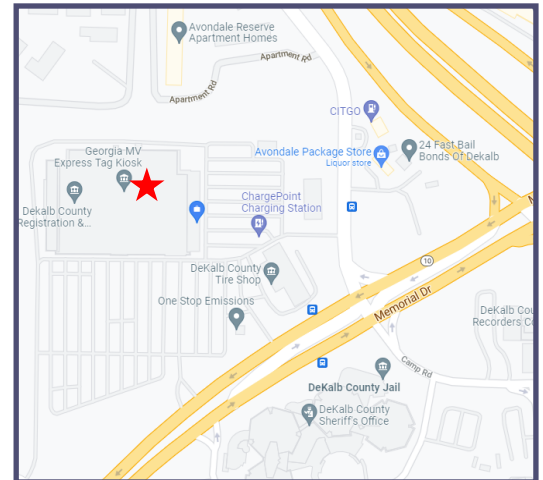 Avondale Reserve
Apartment Homes
Apartment Rd
Apartment Rd
CITGO
Georgia MV
Express Tag Kiosk
Avondale Package Store
Liquor store
24 Fast Bail
Bonds Of Dekalb
Dekalb County
Registration &...
ChargePoint
Charging Station
10
DeKalb County
Tire Shop
One Stop Emissions
Memorial Dr
DeKalb Cou
Recorders Co
Camp Rd
DeKalb County Jail
DeKalb County
Sheriff's Office